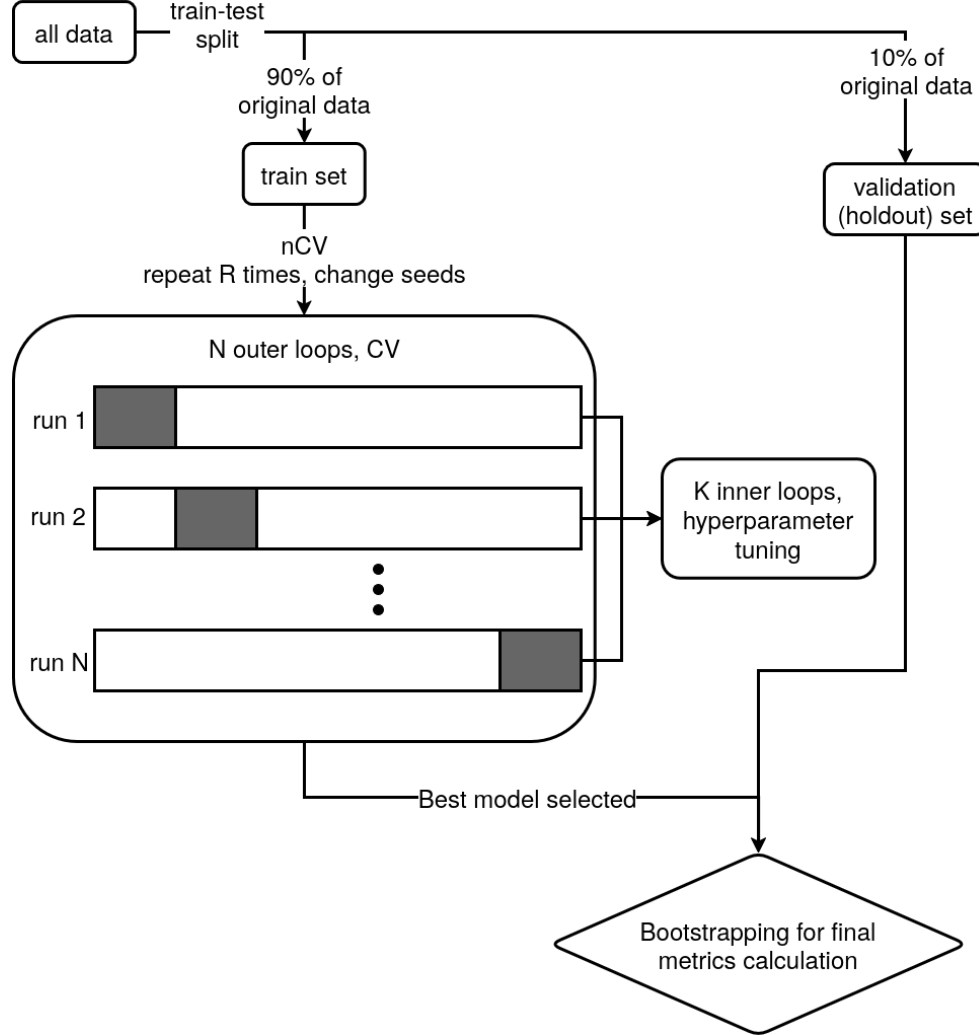 all data
train-test
split
90% of
original data
10% of
original data
train set
validation
(holdout) set
nCV
repeat R times, change seeds
N outer loops, CV
run 1
run 2
run N
K inner loops,
hyperparameter
tuning
Best model selected
Bootstrapping for final
metrics calculation